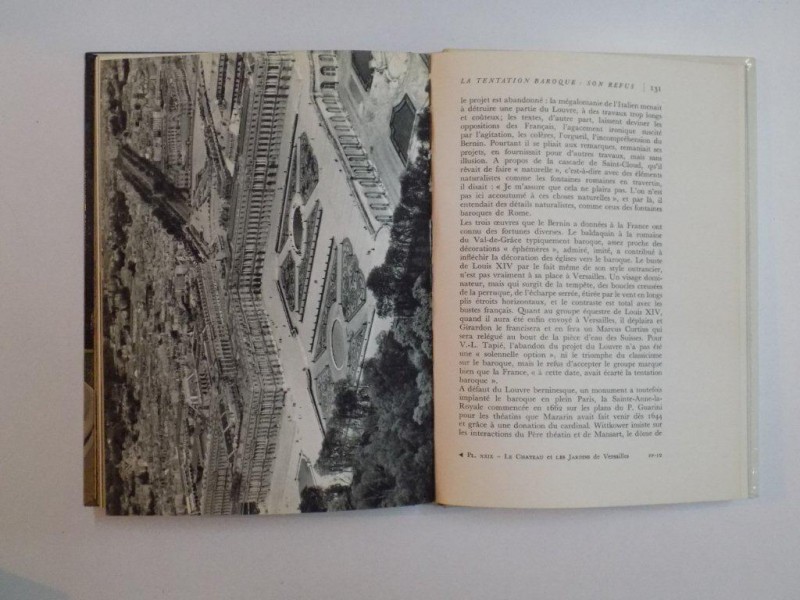 LA TENTATION BAROQUE : SON REFUS | 131
le projet est abandonné : la mégalomanie de l'Italien menait
à détruire une partie du Louvre, à des travaux trop longs
et coûteux; les textes, d'autre part, laissent deviner les
oppositions des Français, l'agacement ironique suscité
par l'agitation, les colères, l'orgueil, l'incompréhension du
Bernin. Pourtant il se pliait aux remarques, remaniait ses
projets, en fournissait pour d'autres travaux, mais sans
illusion. A propos de la cascade de Saint-Cloud, qu'il
rêvait de faire « naturelle », c'est-à-dire avec des éléments
naturalistes comme les fontaines romaines en travertin,
il disait : « Je m'assure que cela ne plaira pas. L'on n'est
pas ici accoutumé à ces choses naturelles », et par là, il
entendait des détails naturalistes, comme ceux des fontaines
baroques de Rome.
Les trois œuvres que le Bernin a données à la France ont
connu des fortunes diverses. Le baldaquin à la romaine
du Val-de-Grâce typiquement baroque, assez proche des
décorations « éphémères », admiré, imité, a contribué à
infléchir la décoration des églises vers le baroque. Le buste
de Louis XIV par le fait même de son style outrancier,
n'est pas vraiment à sa place à Versailles. Un visage domi-
nateur, mais qui surgit de la tempête, des boucles creusées
de la perruque, de l'écharpe serrée, étirée par le vent en longs
plis étroits horizontaux, et le contraste est total avec les
bustes français. Quant au groupe équestre de Louis XIV,
quand il aura été enfin envoyé à Versailles, il déplaira et
Girardon le francisera et en fera un Marcus Curtius qui
sera relégué au bout de la pièce d'eau des Suisses. Pour
V.-L. Tapié, l'abandon du projet du Louvre n'a pas été
une « solennelle option », ni le triomphe du classicisme
sur le baroque, mais le refus d'accepter le groupe marque
bien que la France, « à cette date, avait écarté la tentation
baroque ».
A défaut du Louvre berninesque, un monument a toutefois
implanté le baroque en plein Paris, la Sainte-Anne-la-
Royale commencée en 1662 sur les plans du P. Guarini
pour les théatins que Mazarin avait fait venir dès 1644
et grâce à une donation du cardinal. Wittkower insiste sur
les interactions du Père théatin et de Mansart, le dôme de
◄ Pl. XXIX - Le Chateau et les Jardins de Versailles